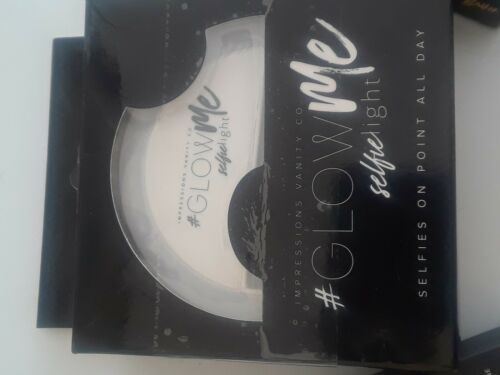 IMPRESSIONS VANITY CO
#GLOWMe
selfielight
IMPRESSIONS VANITY CO
#GLOWMe
selfielight
SELFIES ON POINT ALL DAY